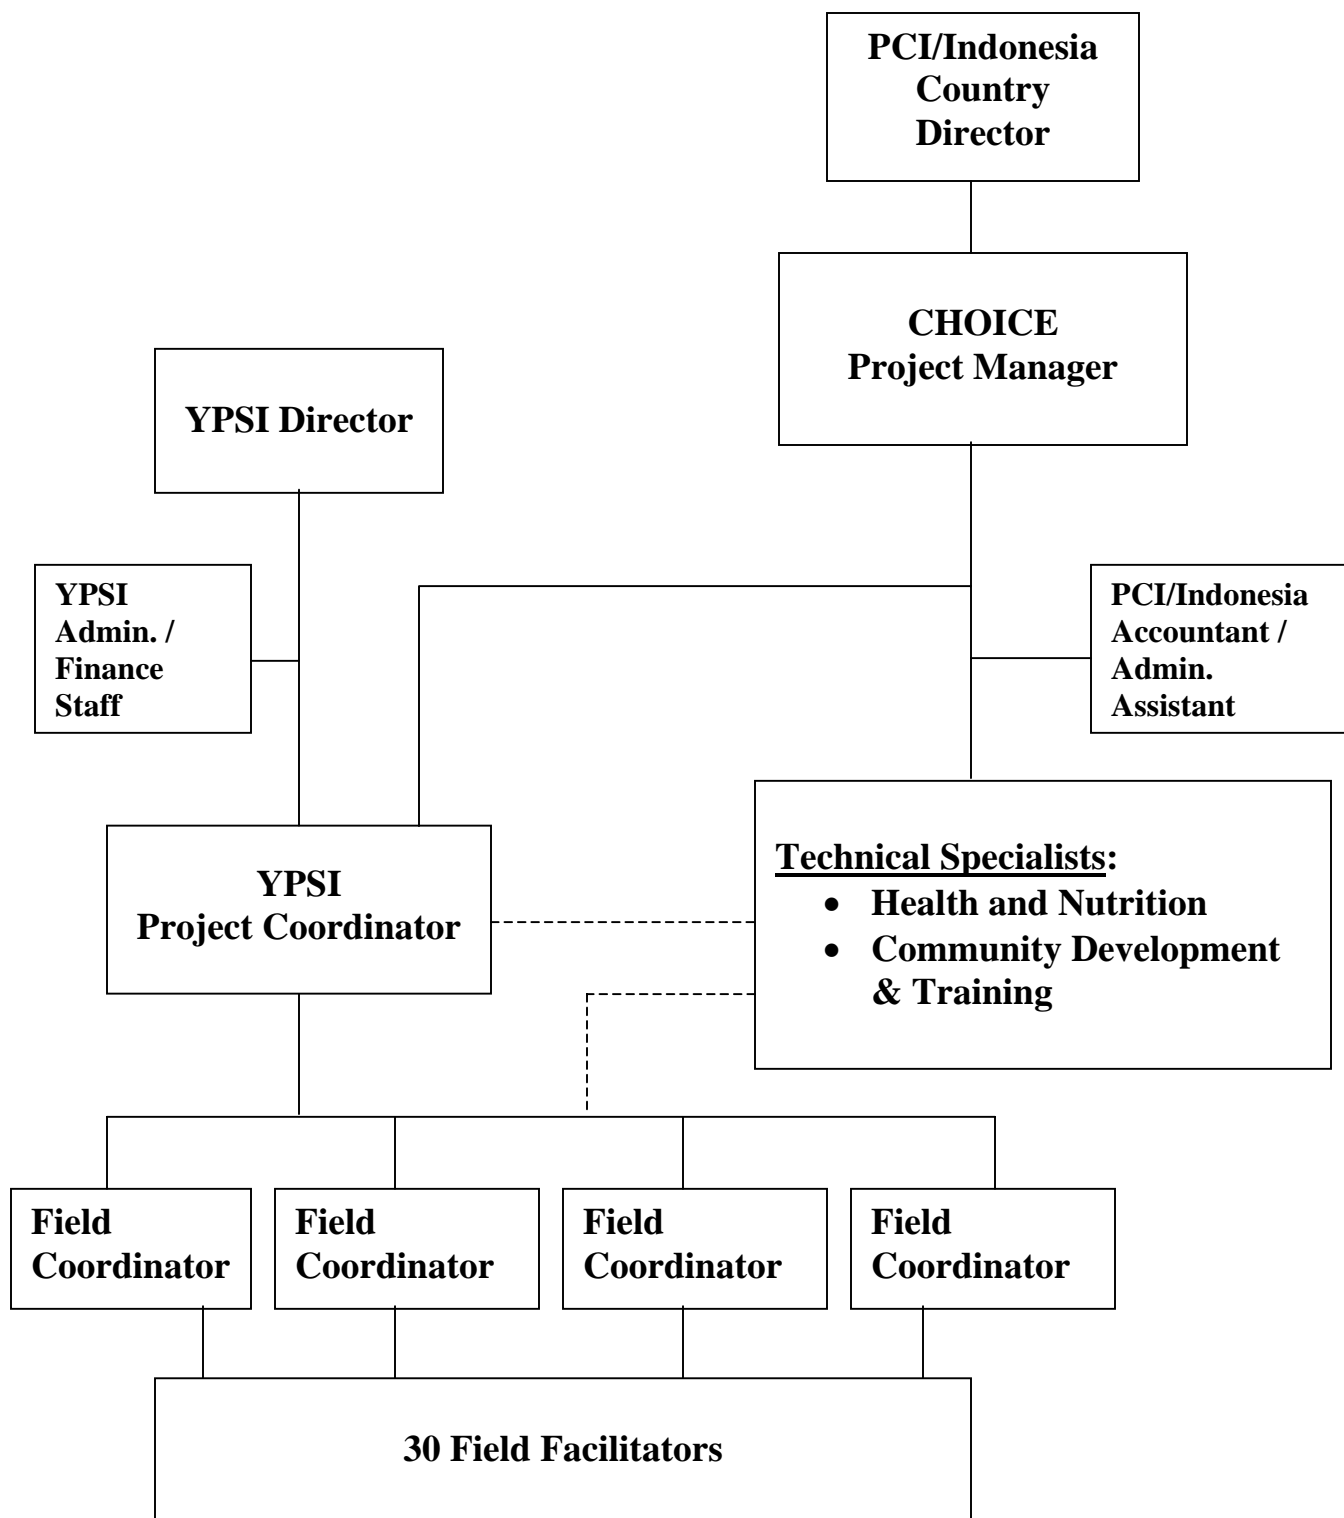 PCI/Indonesia
Country
Director
CHOICE
Project Manager
YPSI Director
YPSI
Admin. /
Finance
Staff
PCI/Indonesia
Accountant /
Admin.
Assistant
YPSI
Project Coordinator
Technical Specialists:
• Health and Nutrition
• Community Development
& Training
Field
Coordinator
Field
Coordinator
Field
Coordinator
Field
Coordinator
30 Field Facilitators